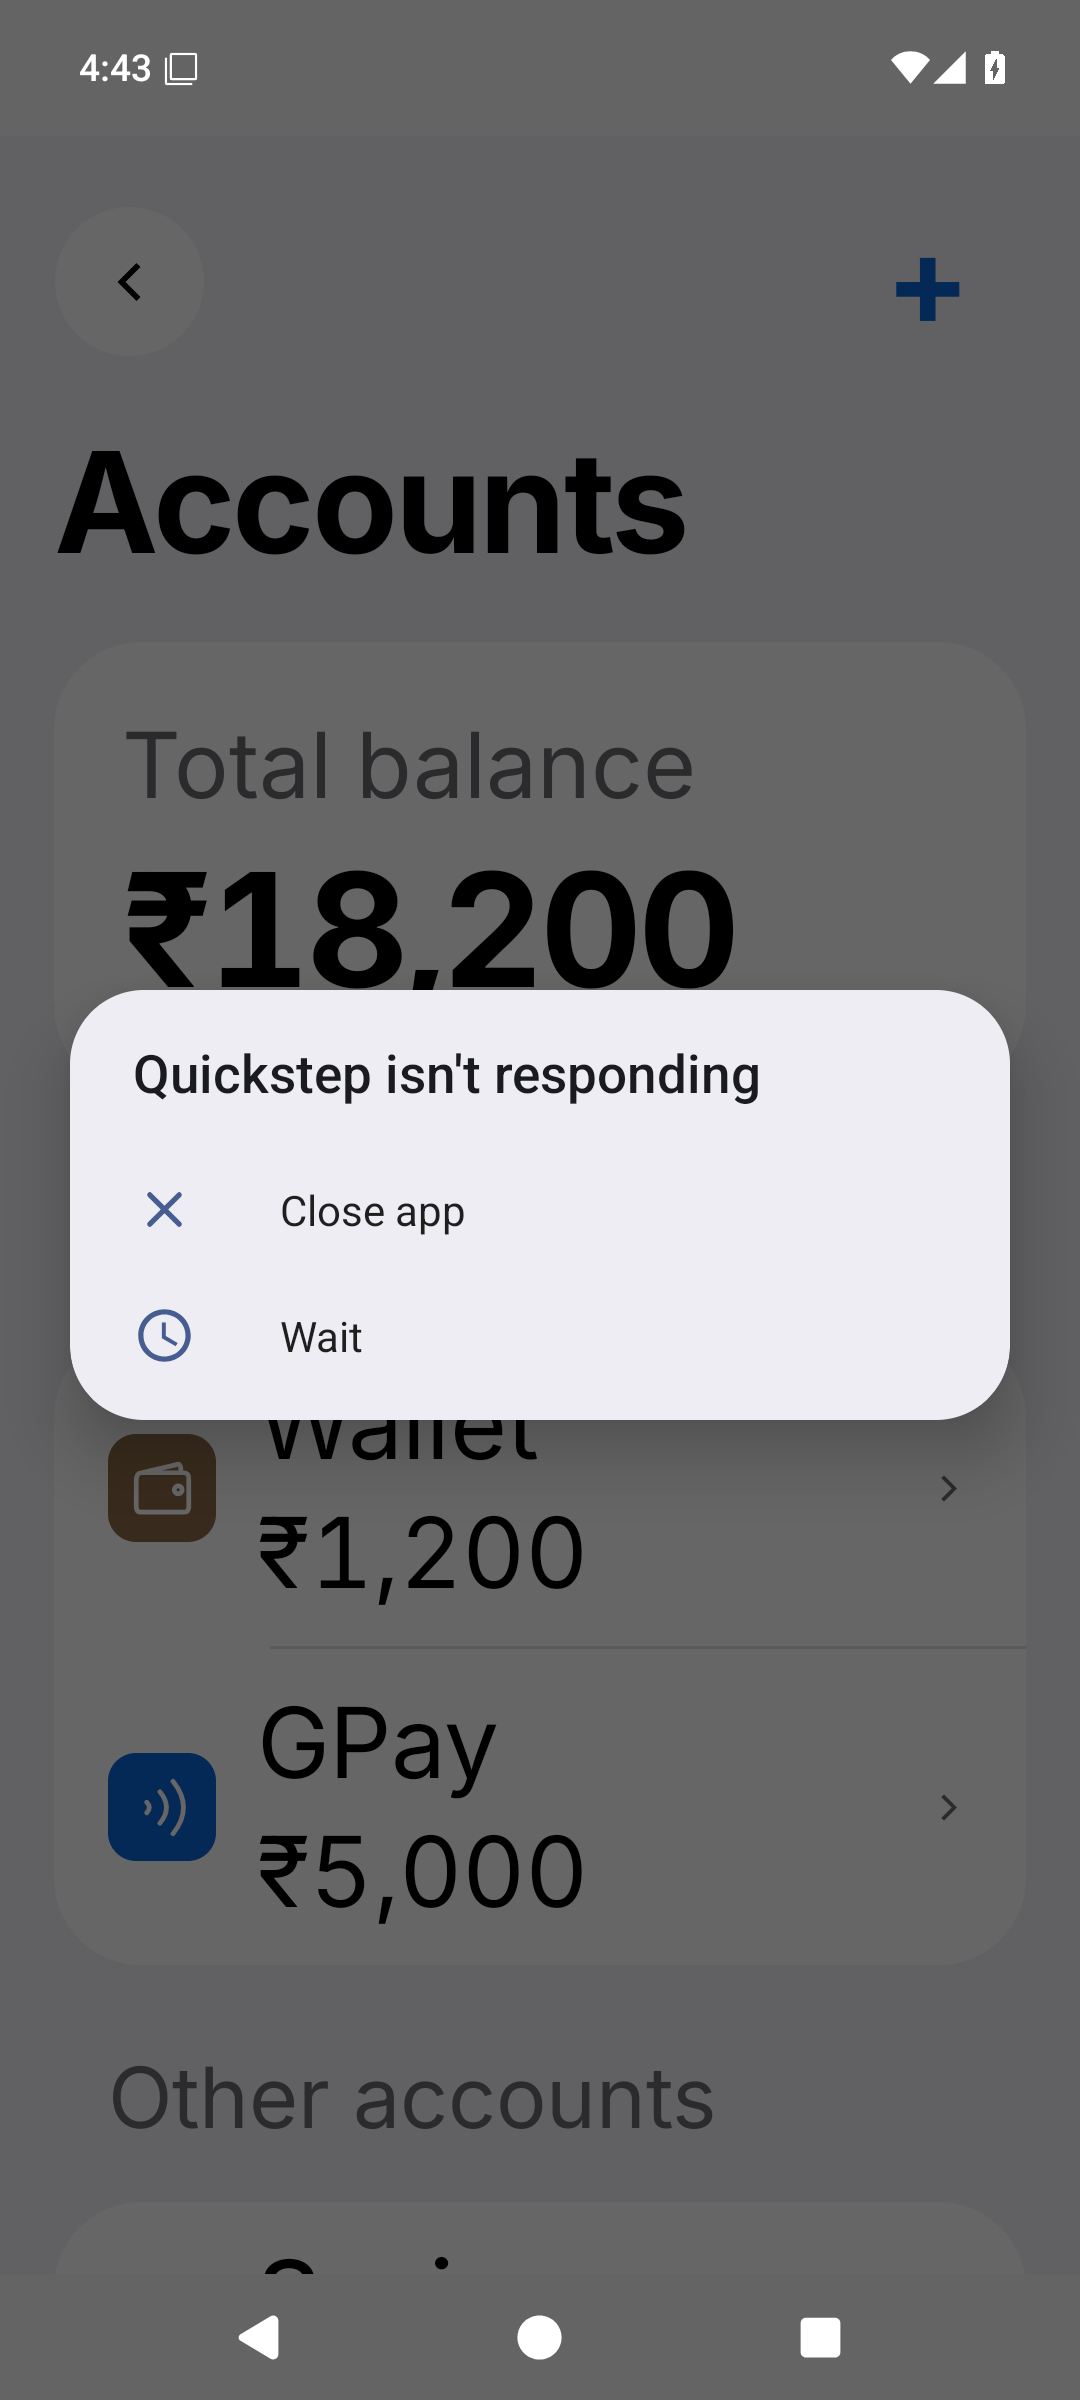 4:43
Accounts
Total balance
₹18,200
Quickstep isn't responding
Close app
Wait
Wallet
₹1,200
GPay
₹5,000
Other accounts